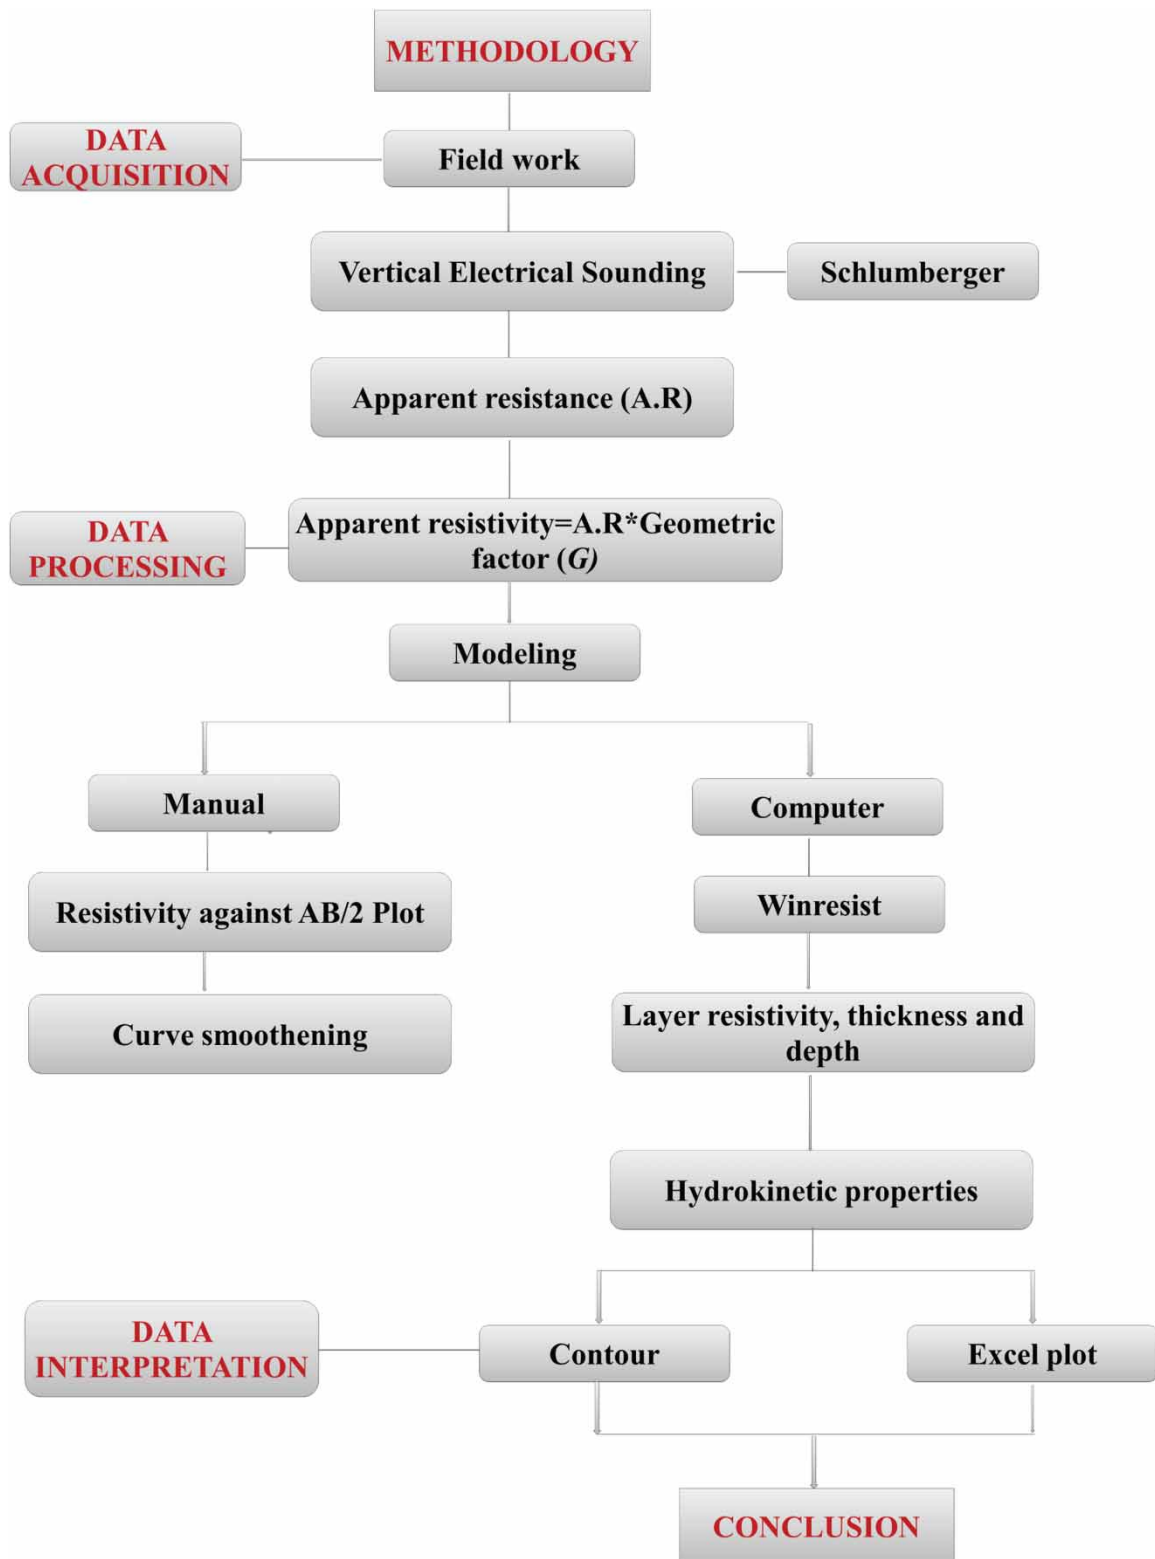 METHODOLOGY
DATA
ACQUISITION
Field work
Vertical Electrical Sounding
Schlumberger
Apparent resistance (A.R)
DATA
PROCESSING
Apparent resistivity=A.R*Geometric
factor (G)
Modeling
Manual
Computer
Resistivity against AB/2 Plot
Winresist
Curve smoothening
Layer resistivity, thickness and
depth
Hydrokinetic properties
DATA
INTERPRETATION
Contour
Excel plot
CONCLUSION